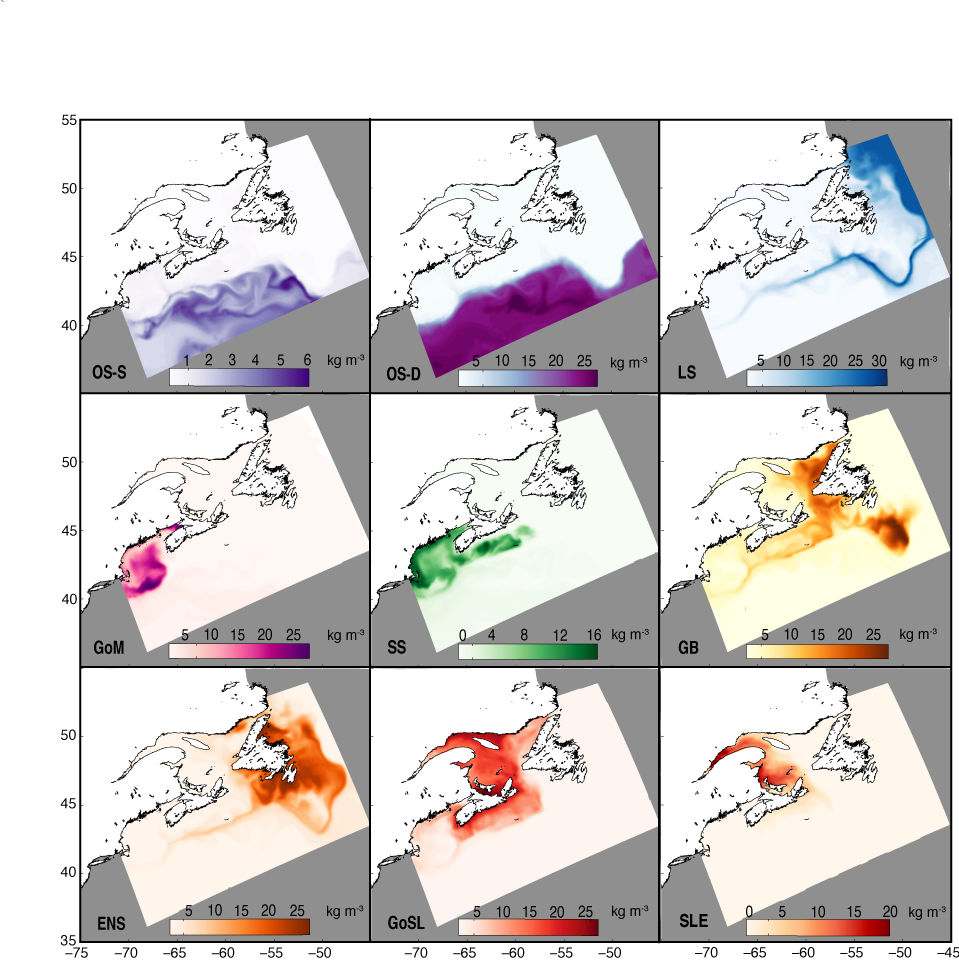 55
50
45
40
1 2 3 4 5 6 kg m-3
OS-S
5 10 15 20 25 kg m-3
OS-D
5 10 15 20 25 30 kg m-3
LS
50
45
40
5 10 15 20 25 kg m-3
GoM
0 4 8 12 16 kg m-3
SS
5 10 15 20 25 kg m-3
GB
50
45
40
35
5 10 15 20 25 kg m-3
ENS
5 10 15 20 25 kg m-3
GoSL
0 5 10 15 20 kg m-3
SLE
−75 −70 −65 −60 −55 −50 −70 −65 −60 −55 −50 −70 −65 −60 −55 −50 −45